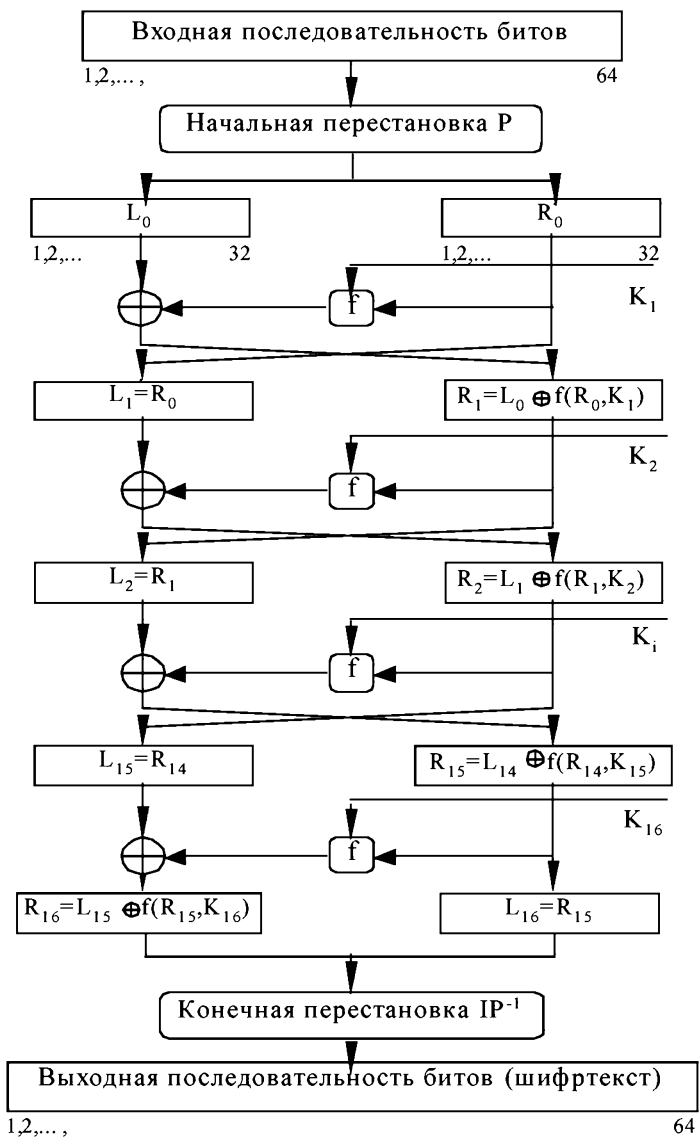 Входная последовательность битов
1,2,... , 64
Начальная перестановка P
L₀ R₀
1,2,... 32 1,2,... 32
K₁
f
L₁=R₀ R₁=L₀ ⊕f(R₀,K₁)
K₂
f
L₂=R₁ R₂=L₁ ⊕f(R₁,K₂)
Kᵢ
f
L₁₅=R₁₄ R₁₅=L₁₄ ⊕f(R₁₄,K₁₅)
K₁₆
f
R₁₆=L₁₅ ⊕f(R₁₅,K₁₆) L₁₆=R₁₅
Конечная перестановка IP⁻¹
Выходная последовательность битов (шифртекст)
1,2,... , 64